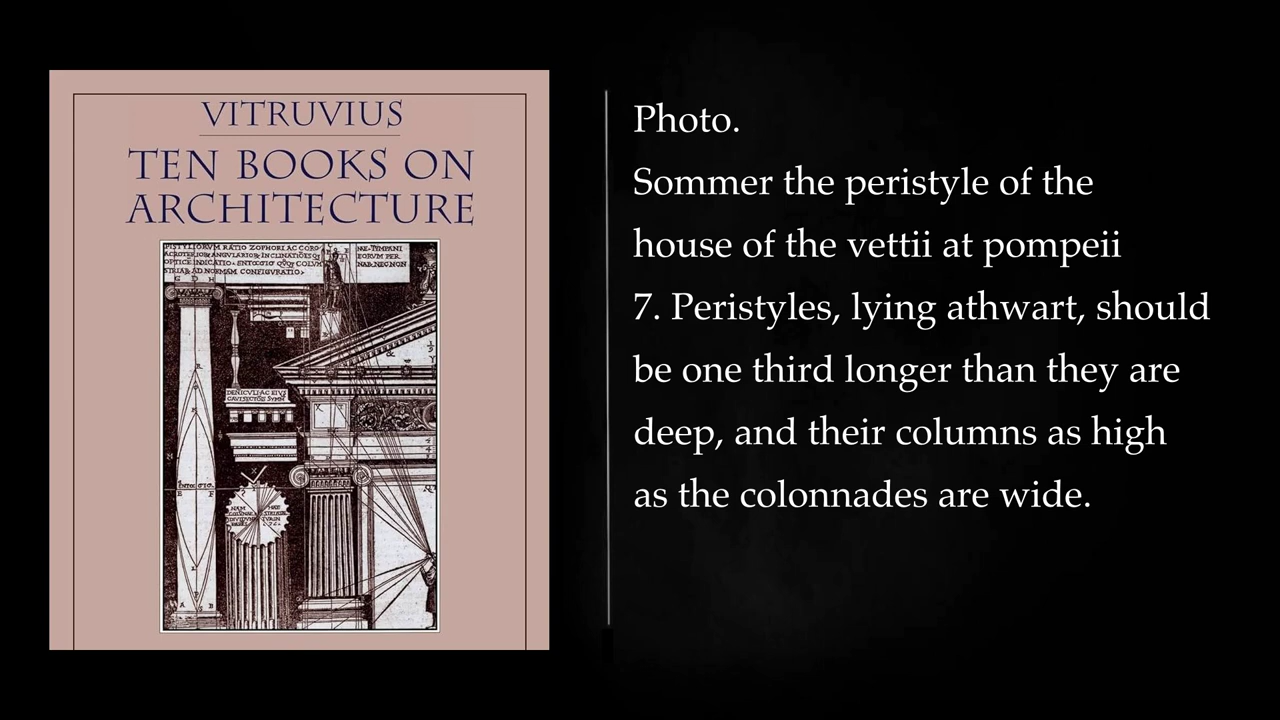 VITRUVIUS
TEN BOOKS ON
ARCHITECTURE
Photo.
Sommer the peristyle of the
house of the vettii at pompeii
7. Peristyles, lying athwart, should
be one third longer than they are
deep, and their columns as high
as the colonnades are wide.